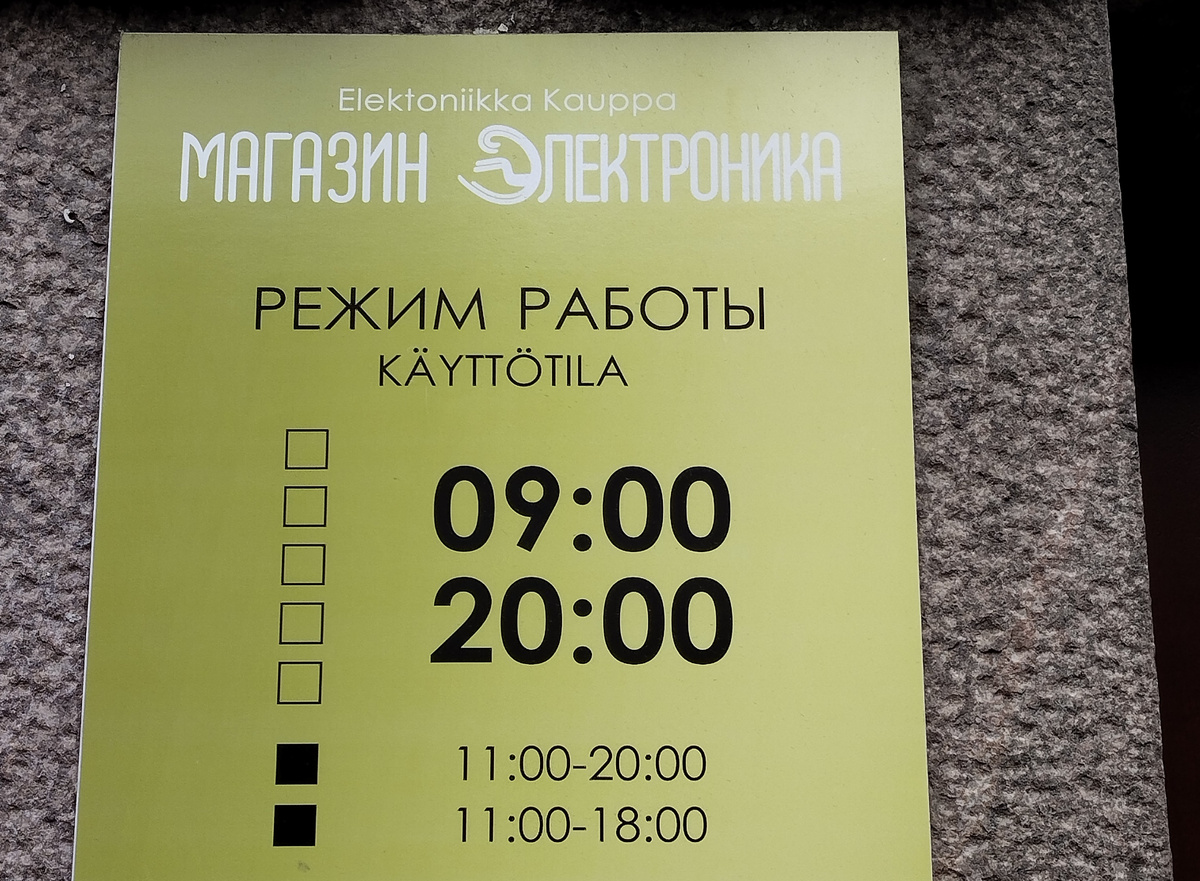 Elektoniikka Kauppa
МАГАЗИН ЭЛЕКТРОНИКА
РЕЖИМ РАБОТЫ
KÄYTTÖTILA
09:00
20:00
11:00-20:00
11:00-18:00